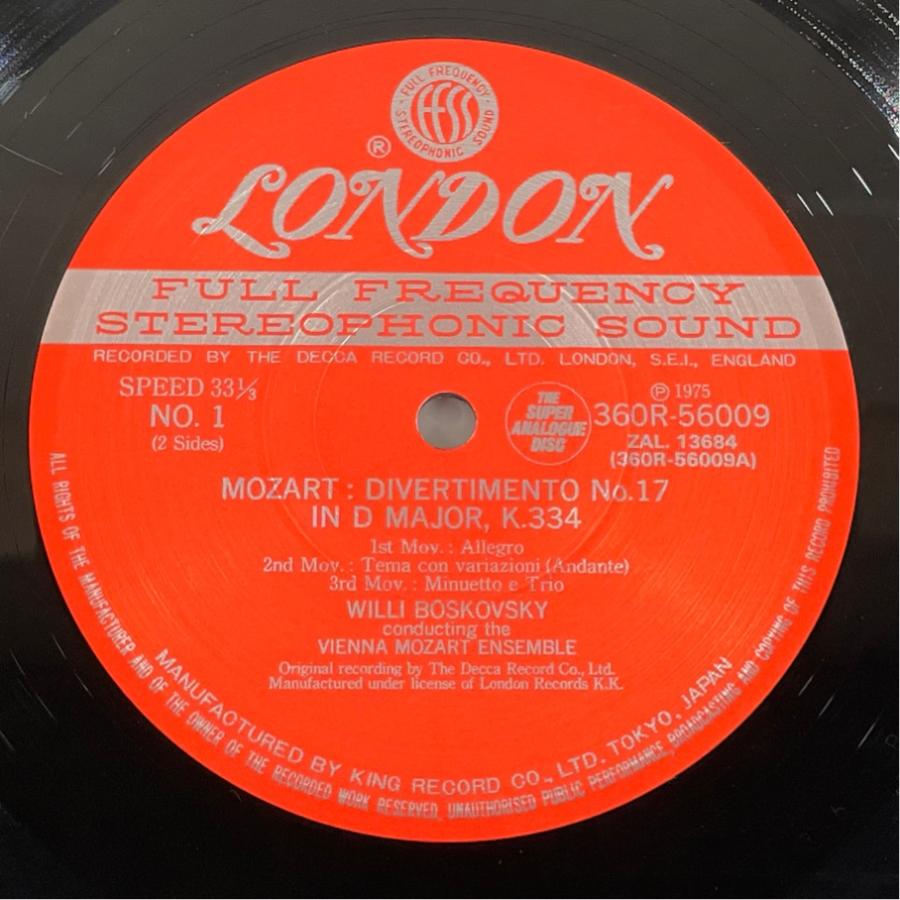 FULL FREQUENCY
ffss
STEREOPHONIC SOUND
®
LONDON
FULL FREQUENCY
STEREOPHONIC SOUND
RECORDED BY THE DECCA RECORD CO., LTD. LONDON, S.E.I., ENGLAND
SPEED 33⅓
NO. 1
(2 Sides)
THE
SUPER
ANALOGUE
DISC
℗ 1975
360R-56009
ZAL. 13684
(360R-56009A)
MOZART : DIVERTIMENTO No.17
IN D MAJOR, K.334
1st Mov. : Allegro
2nd Mov. : Tema con variazioni (Andante)
3rd Mov. : Minuetto e Trio
WILLI BOSKOVSKY
conducting the
VIENNA MOZART ENSEMBLE
Original recording by The Decca Record Co., Ltd.
Manufactured under license of London Records K.K.
MANUFACTURED BY KING RECORD CO., LTD. TOKYO, JAPAN
ALL RIGHTS OF THE MANUFACTURER AND OF THE OWNER OF THE RECORDED WORK RESERVED, UNAUTHORISED PUBLIC PERFORMANCE, BROADCASTING AND COPYING OF THIS RECORD PROHIBITED